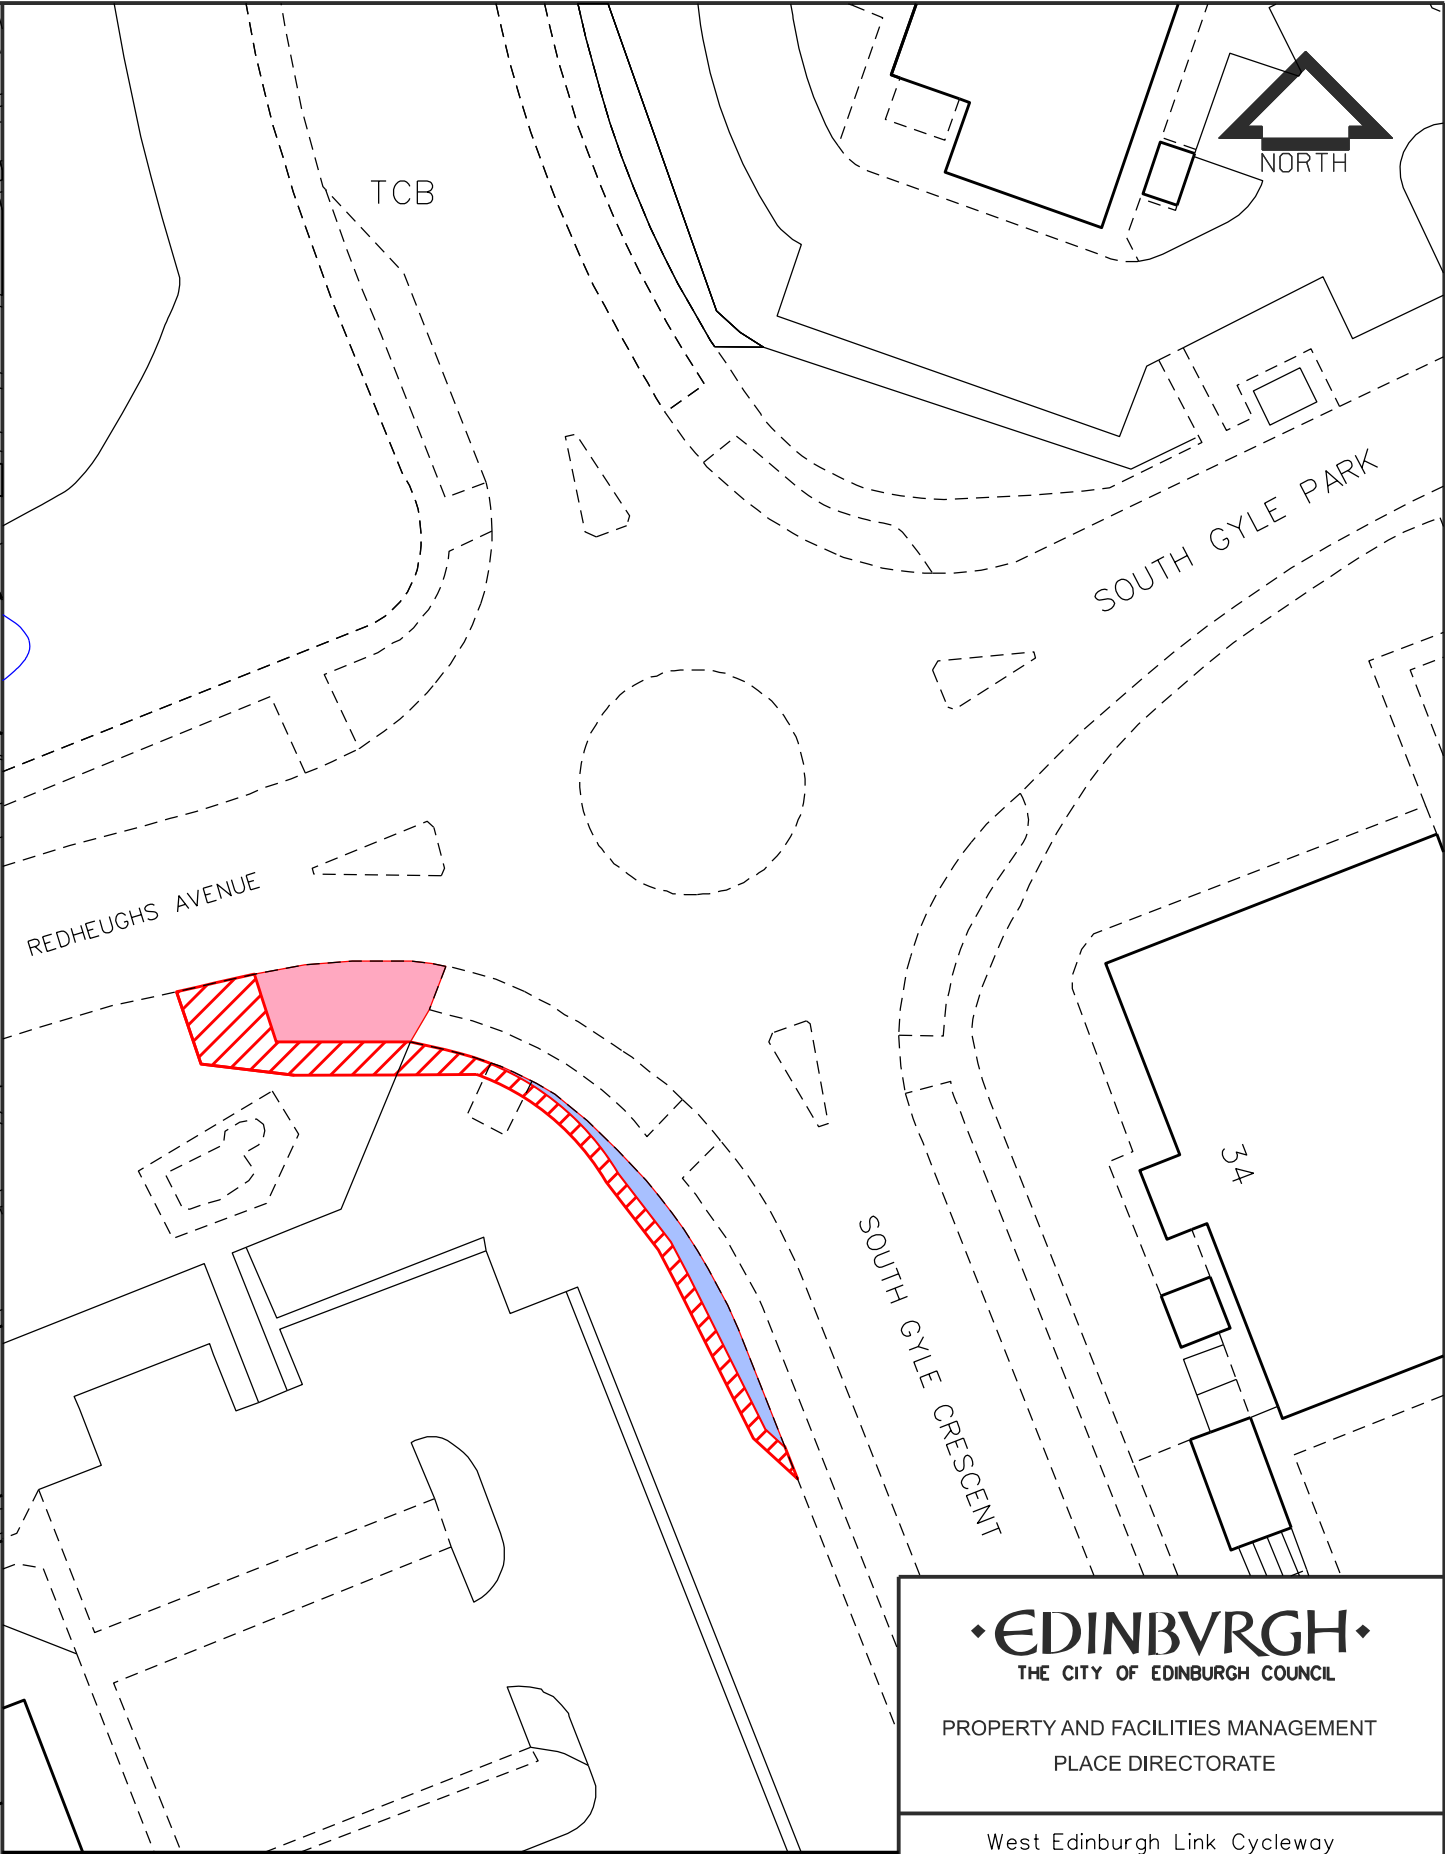 TCB
NORTH
SOUTH GYLE PARK
REDHEUGHS AVENUE
34
SOUTH GYLE CRESCENT
·EDINBVRGH·
THE CITY OF EDINBURGH COUNCIL
PROPERTY AND FACILITIES MANAGEMENT
PLACE DIRECTORATE
West Edinburgh Link Cycleway